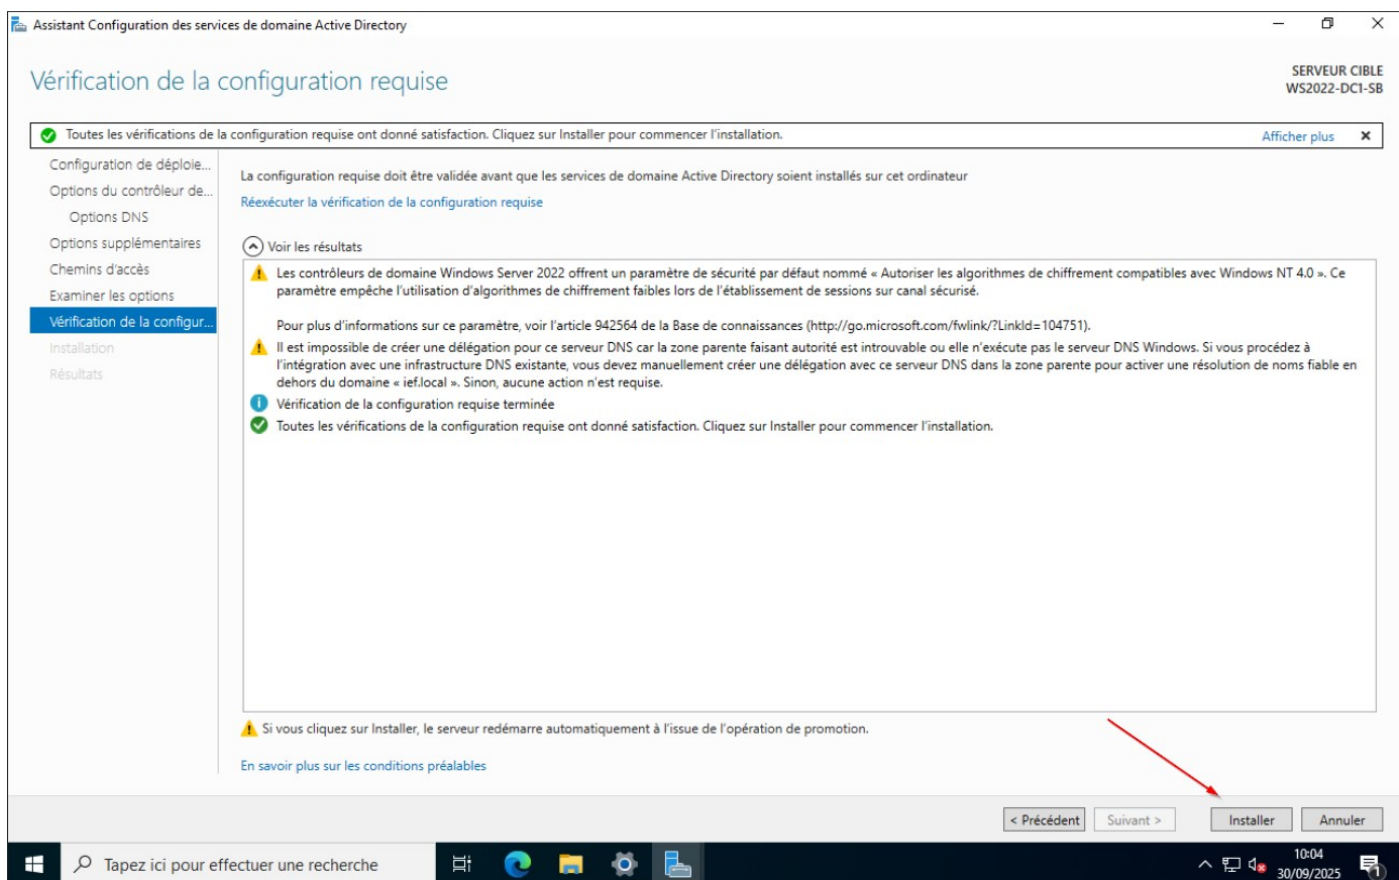 Assistant Configuration des services de domaine Active Directory
Vérification de la configuration requise
SERVEUR CIBLE
WS2022-DC1-SB
Toutes les vérifications de la configuration requise ont donné satisfaction. Cliquez sur Installer pour commencer l'installation.
Afficher plus
Configuration de déploie...
Options du contrôleur de...
Options DNS
Options supplémentaires
Chemins d'accès
Examiner les options
Vérification de la configur...
Installation
Résultats
La configuration requise doit être validée avant que les services de domaine Active Directory soient installés sur cet ordinateur
Réexécuter la vérification de la configuration requise
Voir les résultats
Les contrôleurs de domaine Windows Server 2022 offrent un paramètre de sécurité par défaut nommé « Autoriser les algorithmes de chiffrement compatibles avec Windows NT 4.0 ». Ce
paramètre empêche l'utilisation d'algorithmes de chiffrement faibles lors de l'établissement de sessions sur canal sécurisé.
Pour plus d'informations sur ce paramètre, voir l'article 942564 de la Base de connaissances (http://go.microsoft.com/fwlink/?LinkId=104751).
Il est impossible de créer une délégation pour ce serveur DNS car la zone parente faisant autorité est introuvable ou elle n'exécute pas le serveur DNS Windows. Si vous procédez à
l'intégration avec une infrastructure DNS existante, vous devez manuellement créer une délégation avec ce serveur DNS dans la zone parente pour activer une résolution de noms fiable en
dehors du domaine « ief.local ». Sinon, aucune action n'est requise.
Vérification de la configuration requise terminée
Toutes les vérifications de la configuration requise ont donné satisfaction. Cliquez sur Installer pour commencer l'installation.
Si vous cliquez sur Installer, le serveur redémarre automatiquement à l'issue de l'opération de promotion.
En savoir plus sur les conditions préalables
< Précédent
Suivant >
Installer
Annuler
Tapez ici pour effectuer une recherche
10:04
30/09/2025
1